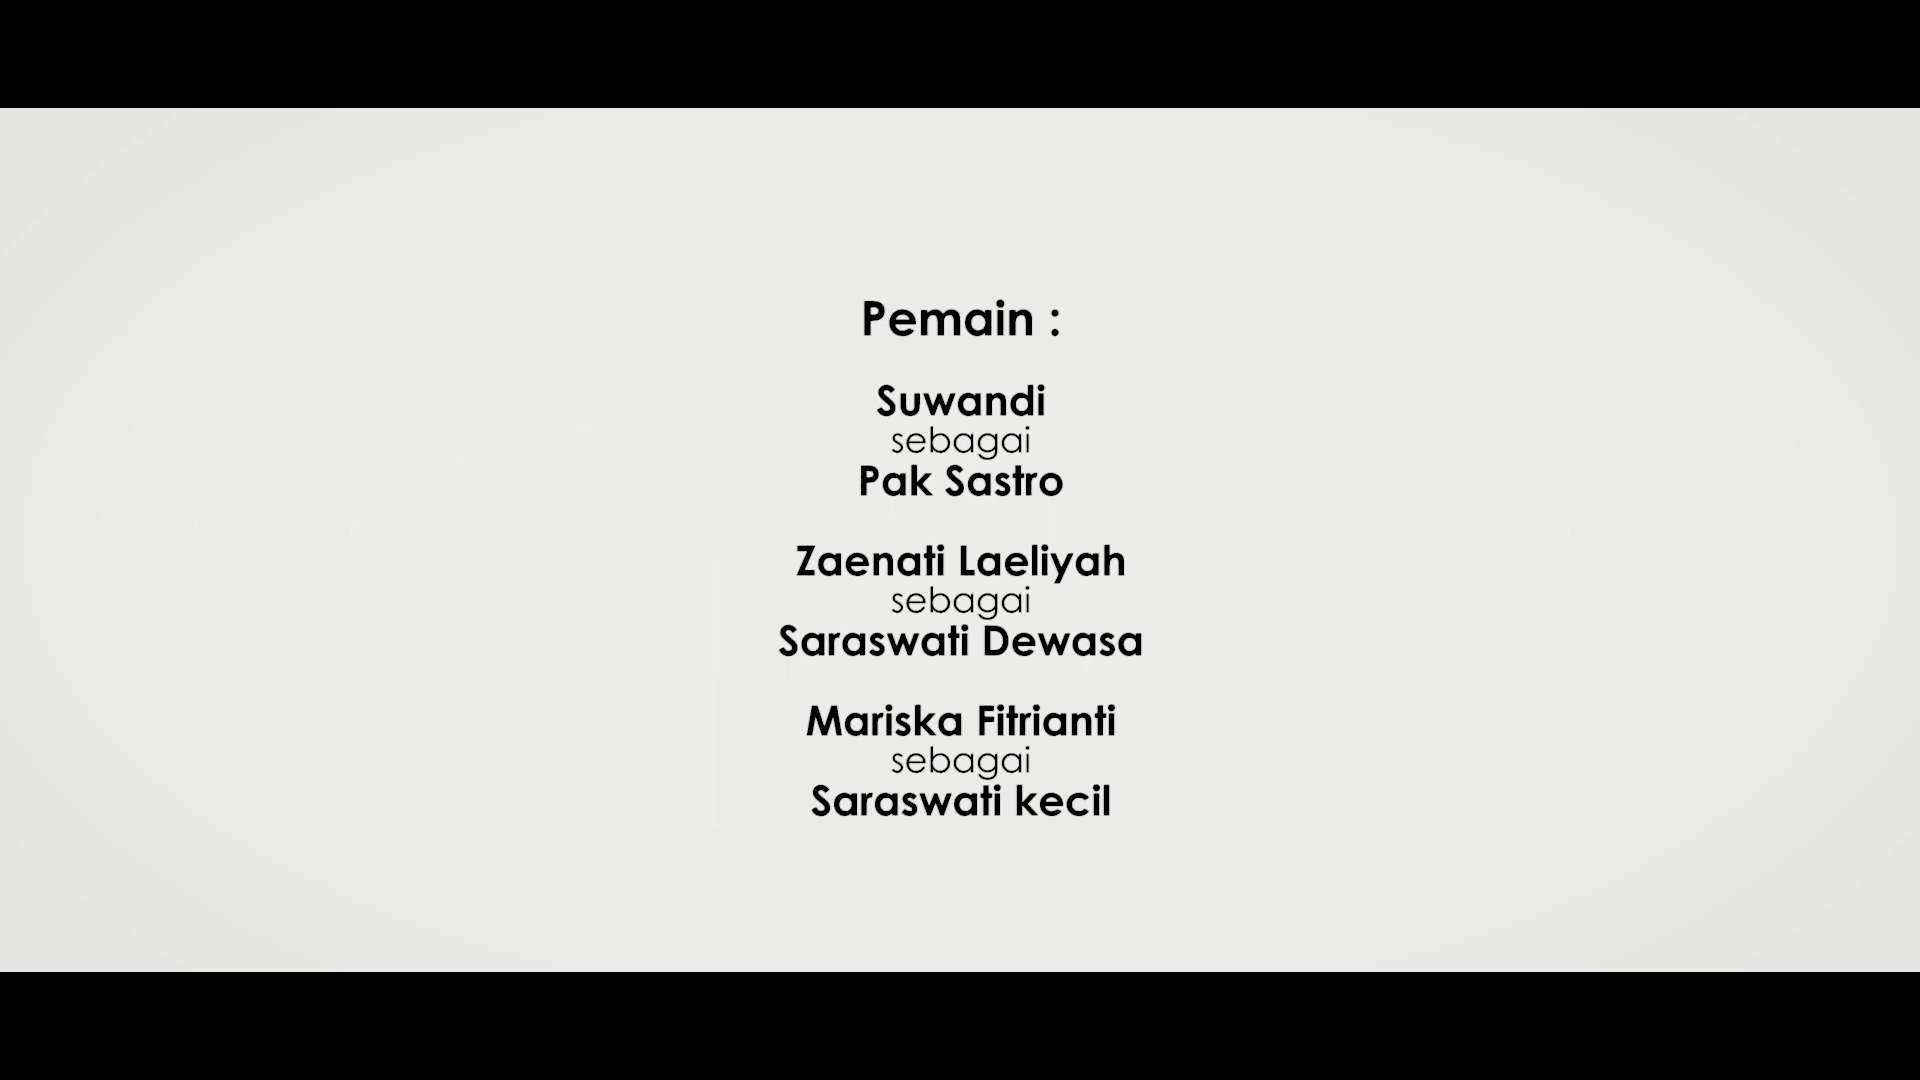 Pemain :
Suwandi
sebagai
Pak Sastro
Zaenati Laeliyah
sebagai
Saraswati Dewasa
Mariska Fitrianti
sebagai
Saraswati kecil